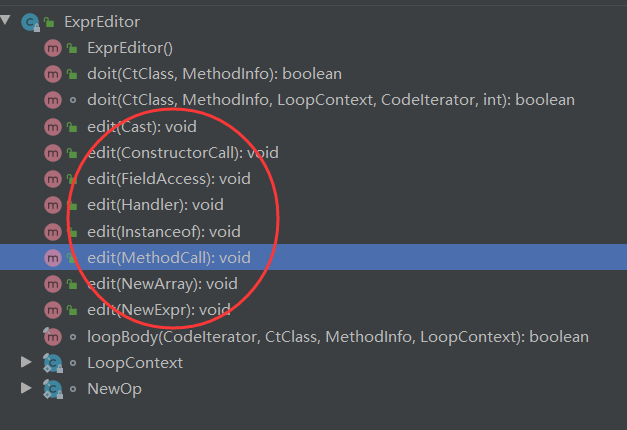 ExprEditor
ExprEditor()
doit(CtClass, MethodInfo): boolean
doit(CtClass, MethodInfo, LoopContext, CodeIterator, int): boolean
edit(Cast): void
edit(ConstructorCall): void
edit(FieldAccess): void
edit(Handler): void
edit(Instanceof): void
edit(MethodCall): void
edit(NewArray): void
edit(NewExpr): void
loopBody(CodeIterator, CtClass, MethodInfo, LoopContext): boolean
LoopContext
NewOp